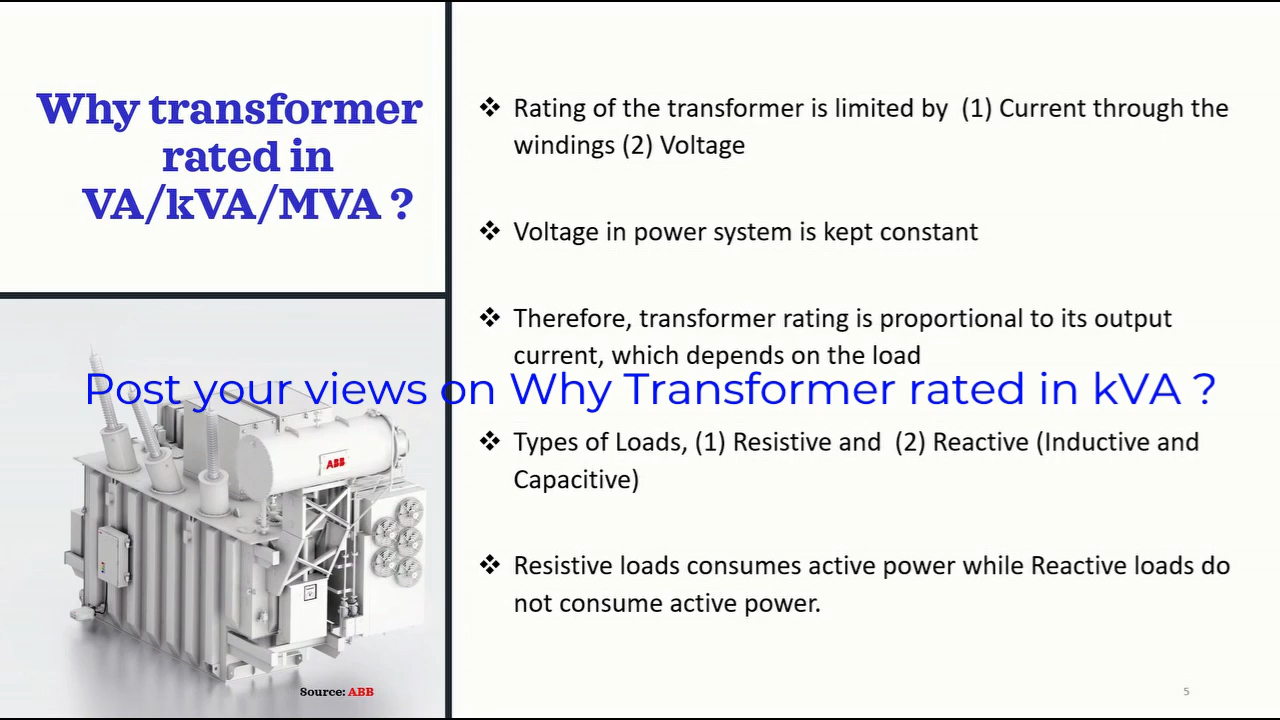 Why transformer
rated in
VA/kVA/MVA ?
❖ Rating of the transformer is limited by (1) Current through the
windings (2) Voltage
❖ Voltage in power system is kept constant
❖ Therefore, transformer rating is proportional to its output
current, which depends on the load
Post your views on Why Transformer rated in kVA ?
❖ Types of Loads, (1) Resistive and (2) Reactive (Inductive and
Capacitive)
❖ Resistive loads consumes active power while Reactive loads do
not consume active power.
ABB
Source: ABB
5